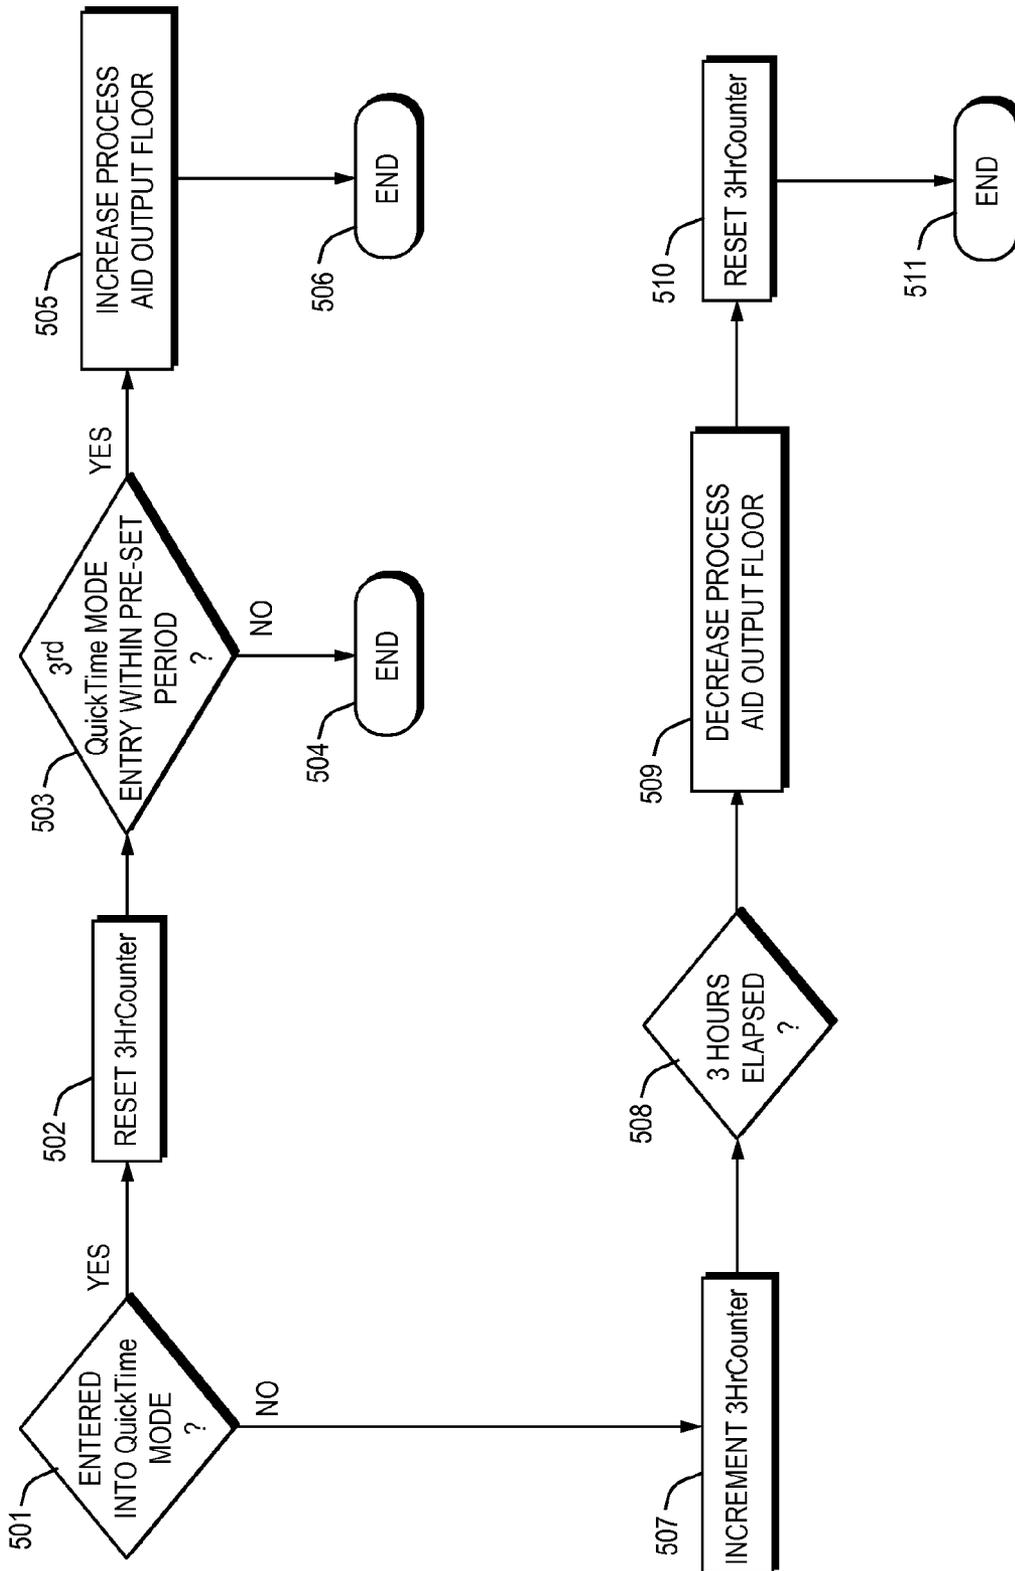 501
ENTERED
INTO QuickTime
MODE
?
YES
NO
502
RESET 3HrCounter
503
3rd
QuickTime MODE
ENTRY WITHIN PRE-SET
PERIOD
?
YES
NO
504
END
505
INCREASE PROCESS
AID OUTPUT FLOOR
506
END
507
INCREMENT 3HrCounter
508
3 HOURS
ELAPSED
?
509
DECREASE PROCESS
AID OUTPUT FLOOR
510
RESET 3HrCounter
511
END